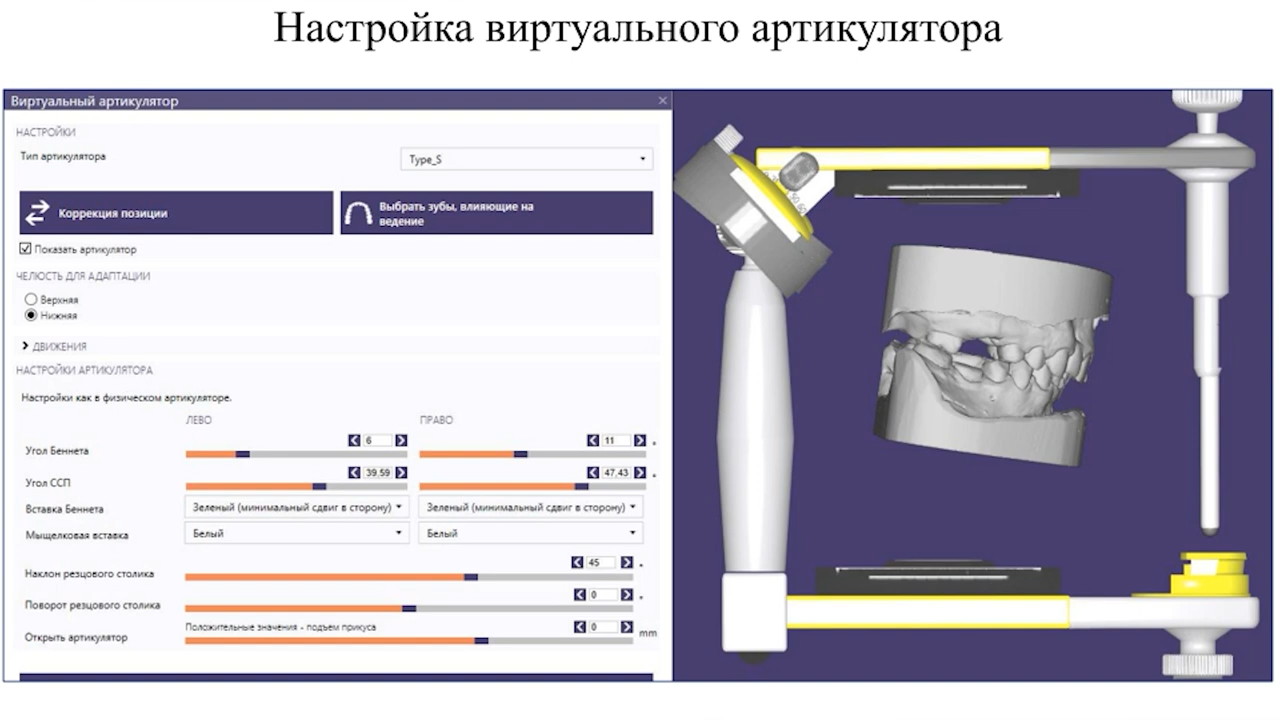 Настройка виртуального артикулятора
Виртуальный артикулятор
НАСТРОЙКИ
Тип артикулятора
Type_S
Коррекция позиции
Выбрать зубы, влияющие на
ведение
Показать артикулятор
ЧЕЛЮСТЬ ДЛЯ АДАПТАЦИИ
Верхняя
Нижняя
ДВИЖЕНИЯ
НАСТРОЙКИ АРТИКУЛЯТОРА
Настройки как в физическом артикуляторе.
ЛЕВО ПРАВО
Угол Беннета 6 11 °
Угол ССП 39,59 47,43 °
Вставка Беннета Зеленый (минимальный сдвиг в сторону) Зеленый (минимальный сдвиг в сторону)
Мыщелковая вставка Белый Белый
Наклон резцового столика 45 °
Поворот резцового столика 0 °
Открыть артикулятор Положительные значения - подъем прикуса 0 mm